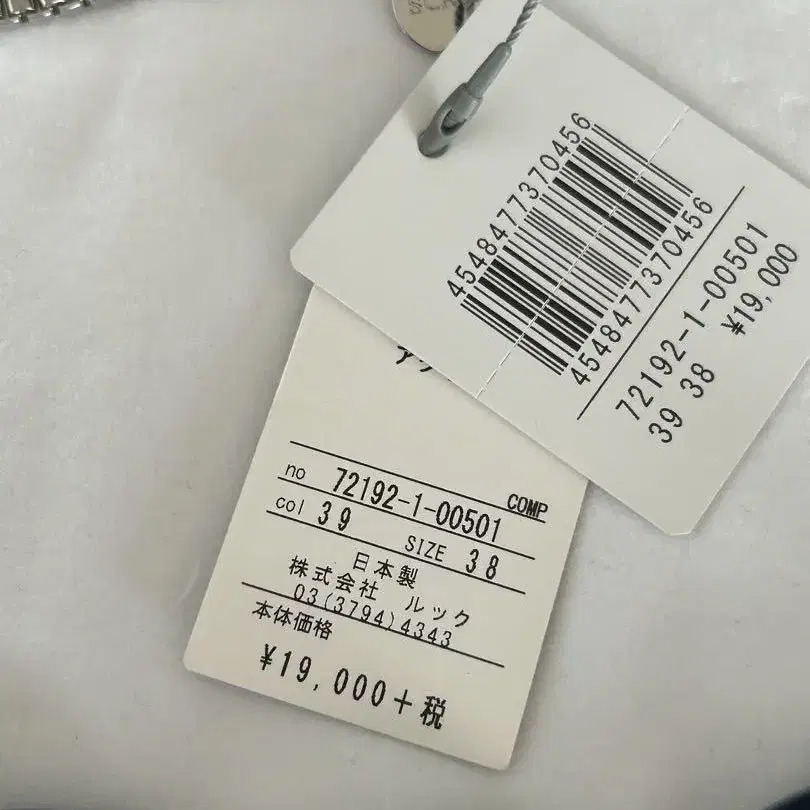 4548477370456
4548477370456
72192-1-00501
39 38 ¥19,000
no 72192-1-00501 COMP
col 39 SIZE 38
日本製
株式会社 ルック
03(3794)4343
本体価格
¥19,000+税